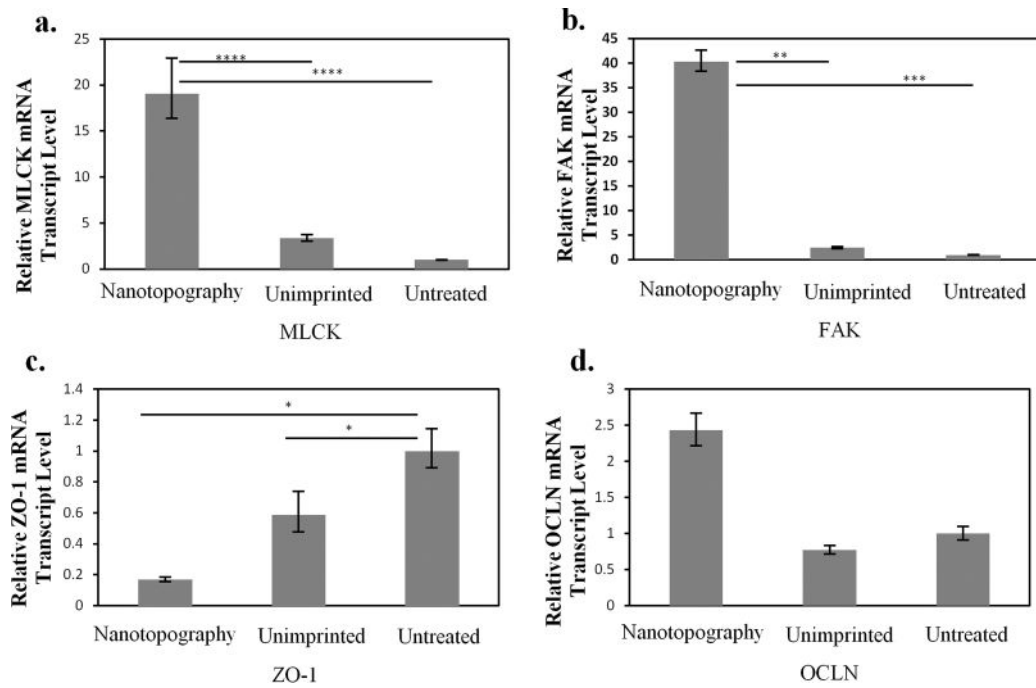 a.
Relative MLCK mRNA
Transcript Level
25
20
15
10
5
0
****
****
Nanotopography Unimprinted Untreated
MLCK
b.
Relative FAK mRNA
Transcript Level
45
40
35
30
25
20
15
10
5
0
**
***
Nanotopography Unimprinted Untreated
FAK
c.
Relative ZO-1 mRNA
Transcript Level
1.4
1.2
1
0.8
0.6
0.4
0.2
0
*
*
Nanotopography Unimprinted Untreated
ZO-1
d.
Relative OCLN mRNA
Transcript Level
3
2.5
2
1.5
1
0.5
0
Nanotopography Unimprinted Untreated
OCLN